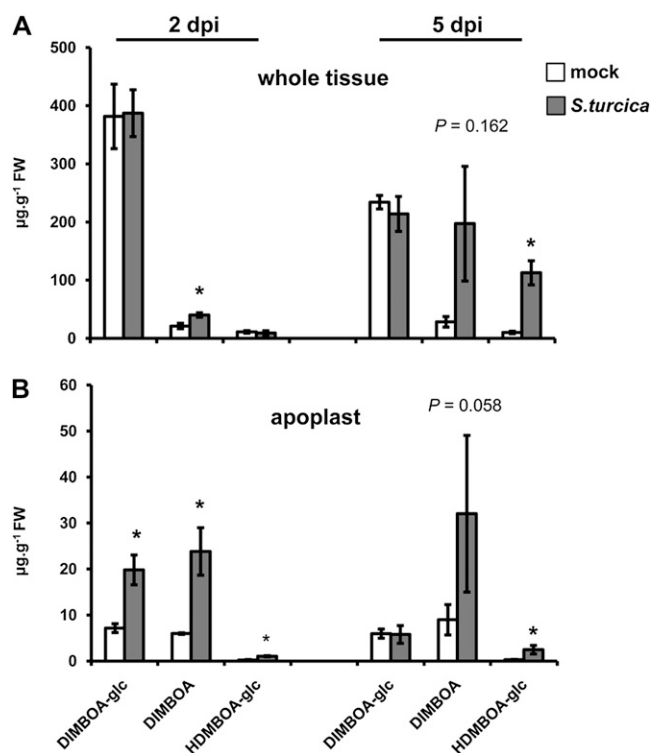 A
2 dpi
5 dpi
500
400
300
200
100
0
µg.g⁻¹ FW
whole tissue
mock
S.turcica
P = 0.162
*
*
B
60
50
40
30
20
10
0
µg.g⁻¹ FW
apoplast
P = 0.058
*
*
*
*
DIMBOA-glc
DIMBOA
HDMBOA-glc
DIMBOA-glc
DIMBOA
HDMBOA-glc